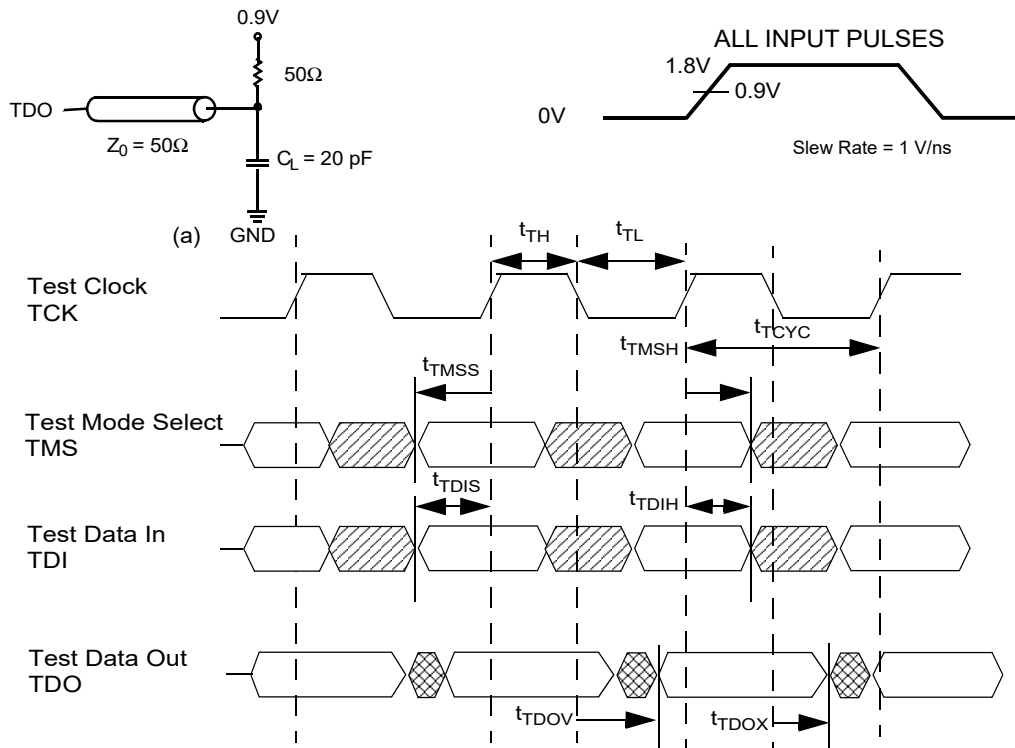 0.9V
50Ω
TDO
Z0 = 50Ω
CL = 20 pF
(a)
GND
ALL INPUT PULSES
1.8V
0.9V
0V
Slew Rate = 1 V/ns
tTH
tTL
Test Clock
TCK
tTMSH
tTCYC
tTMSS
Test Mode Select
TMS
tTDIS
tTDIH
Test Data In
TDI
Test Data Out
TDO
tTDOV
tTDOX